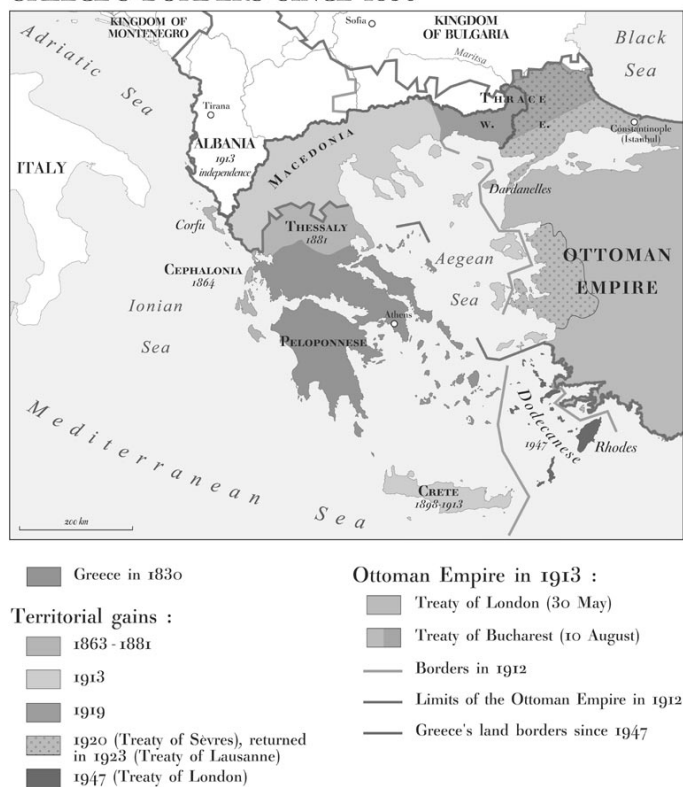 KINGDOM OF
MONTENEGRO
Sofia
KINGDOM
OF BULGARIA
Maritsa
Black
Sea
Adriatic Sea
THRACE
W.
E.
Constantinople
(Istanbul)
Tirana
ALBANIA
1913
independence
MACEDONIA
ITALY
Dardanelles
Corfu
THESSALY
1881
Aegean
Sea
OTTOMAN
EMPIRE
CEPHALONIA
1864
Ionian
Sea
Athens
PELOPONNESE
Dodecanese
1947
Rhodes
Mediterranean Sea
CRETE
1898-1913
200 km
Greece in 1830
Territorial gains :
1863 - 1881
1913
1919
1920 (Treaty of Sèvres), returned
in 1923 (Treaty of Lausanne)
1947 (Treaty of London)
Ottoman Empire in 1913 :
Treaty of London (30 May)
Treaty of Bucharest (10 August)
Borders in 1912
Limits of the Ottoman Empire in 1912
Greece's land borders since 1947